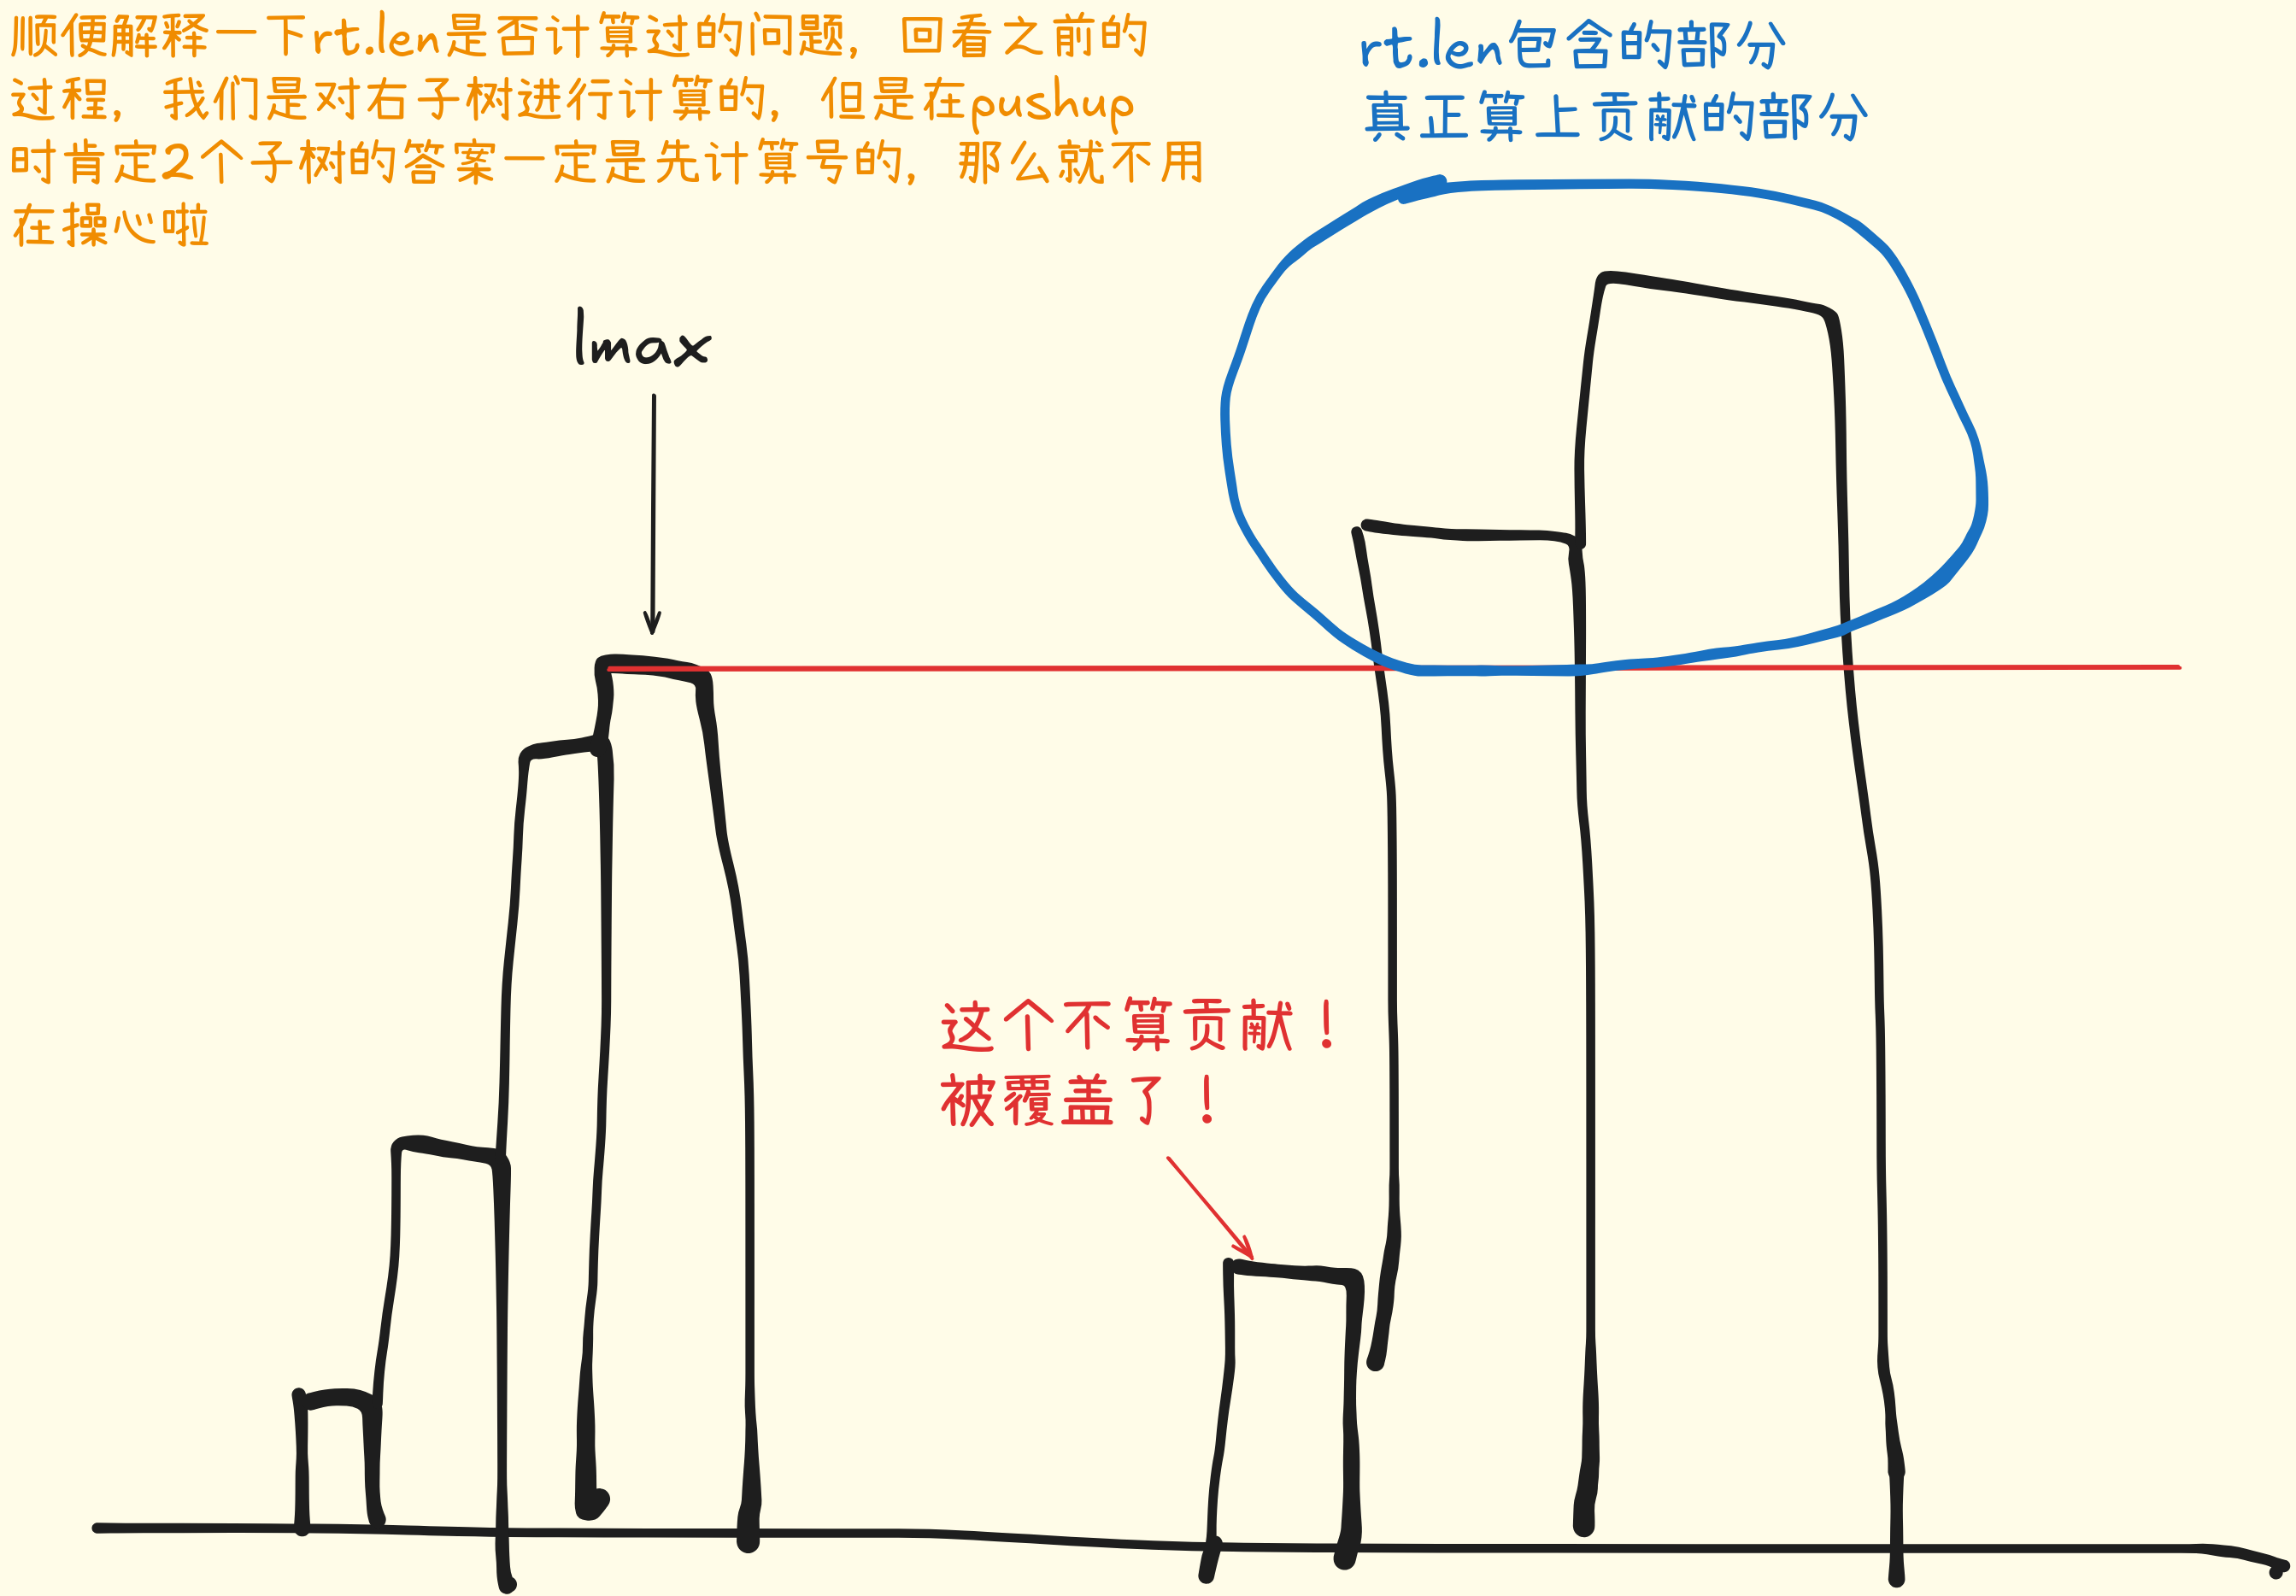 顺便解释一下rt.len是否计算过的问题，回看之前的
过程，我们是对右子树进行计算的，但是在pushup
时肯定2个子树的答案一定是先计算号的，那么就不用
在操心啦
rt.len包含的部分
真正算上贡献的部分
lmax
这个不算贡献！
被覆盖了！